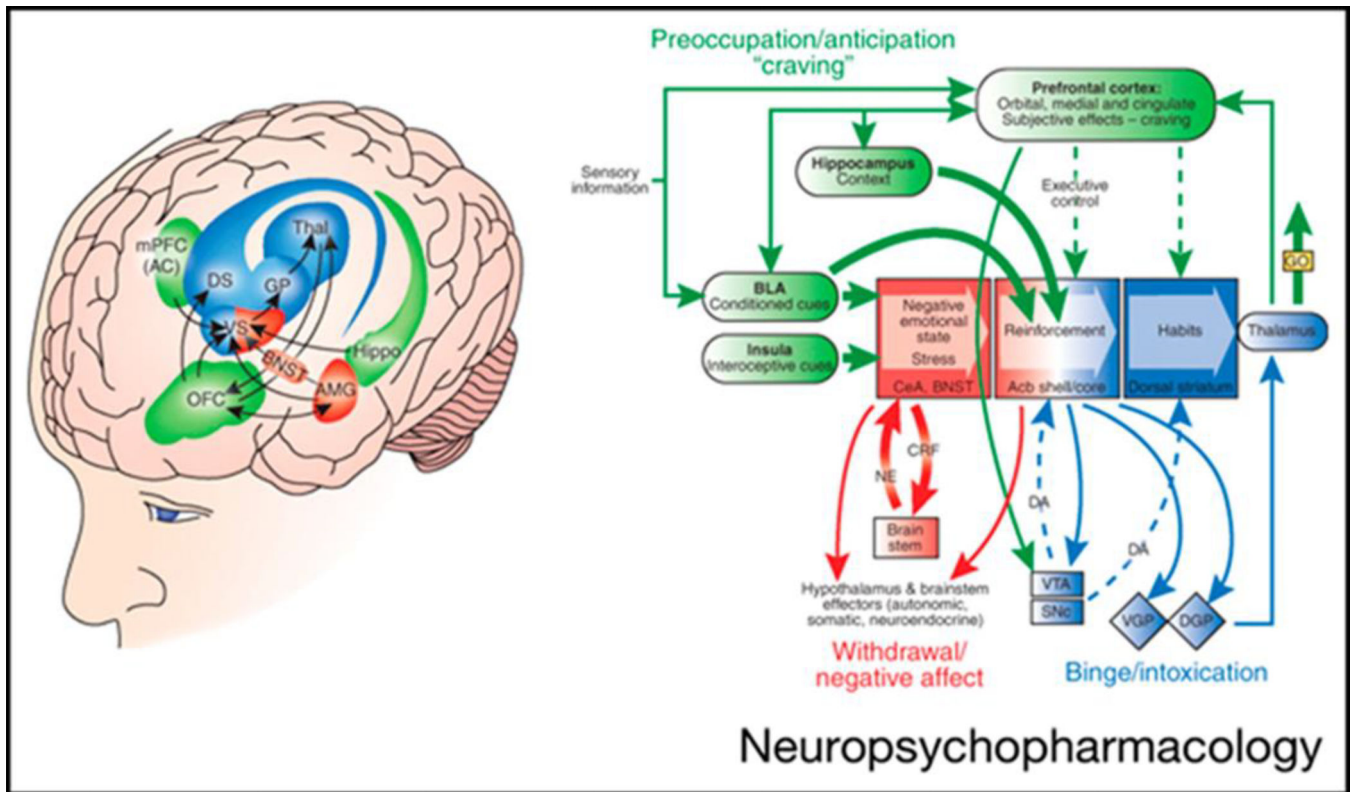 Preoccupation/anticipation
“craving”
Prefrontal cortex:
Orbital, medial and cingulate
Subjective effects – craving
Hippocampus
Context
Sensory
information
Executive
control
GO
BLA
Conditioned cues
Insula
Interoceptive cues
Negative
emotional
state
Stress
CeA, BNST
Reinforcement
Acb shell/core
Habits
Dorsal striatum
Thalamus
NE
CRF
Brain
stem
DA
DA
VTA
SNc
VGP
DGP
Hypothalamus & brainstem
effectors (autonomic,
somatic, neuroendocrine)
Withdrawal/
negative affect
Binge/intoxication
mPFC
(AC)
Thal
DS
GP
VS
BNST
Hippo
AMG
OFC
Neuropsychopharmacology